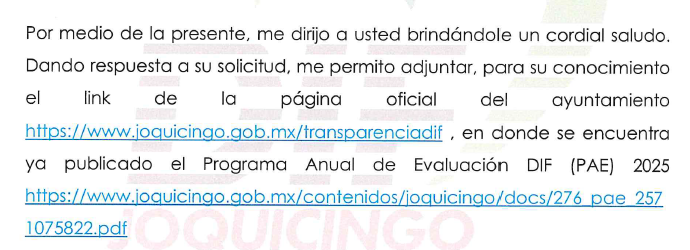 Por medio de la presente, me dirijo a usted brindándole un cordial saludo.
Dando respuesta a su solicitud, me permito adjuntar, para su conocimiento
el link de la página oficial del ayuntamiento
https://www.joquicingo.gob.mx/transparenciadif , en donde se encuentra
ya publicado el Programa Anual de Evaluación DIF (PAE) 2025
https://www.joquicingo.gob.mx/contenidos/joquicingo/docs/276_pae_257
1075822.pdf
DIF
JOQUICINGO